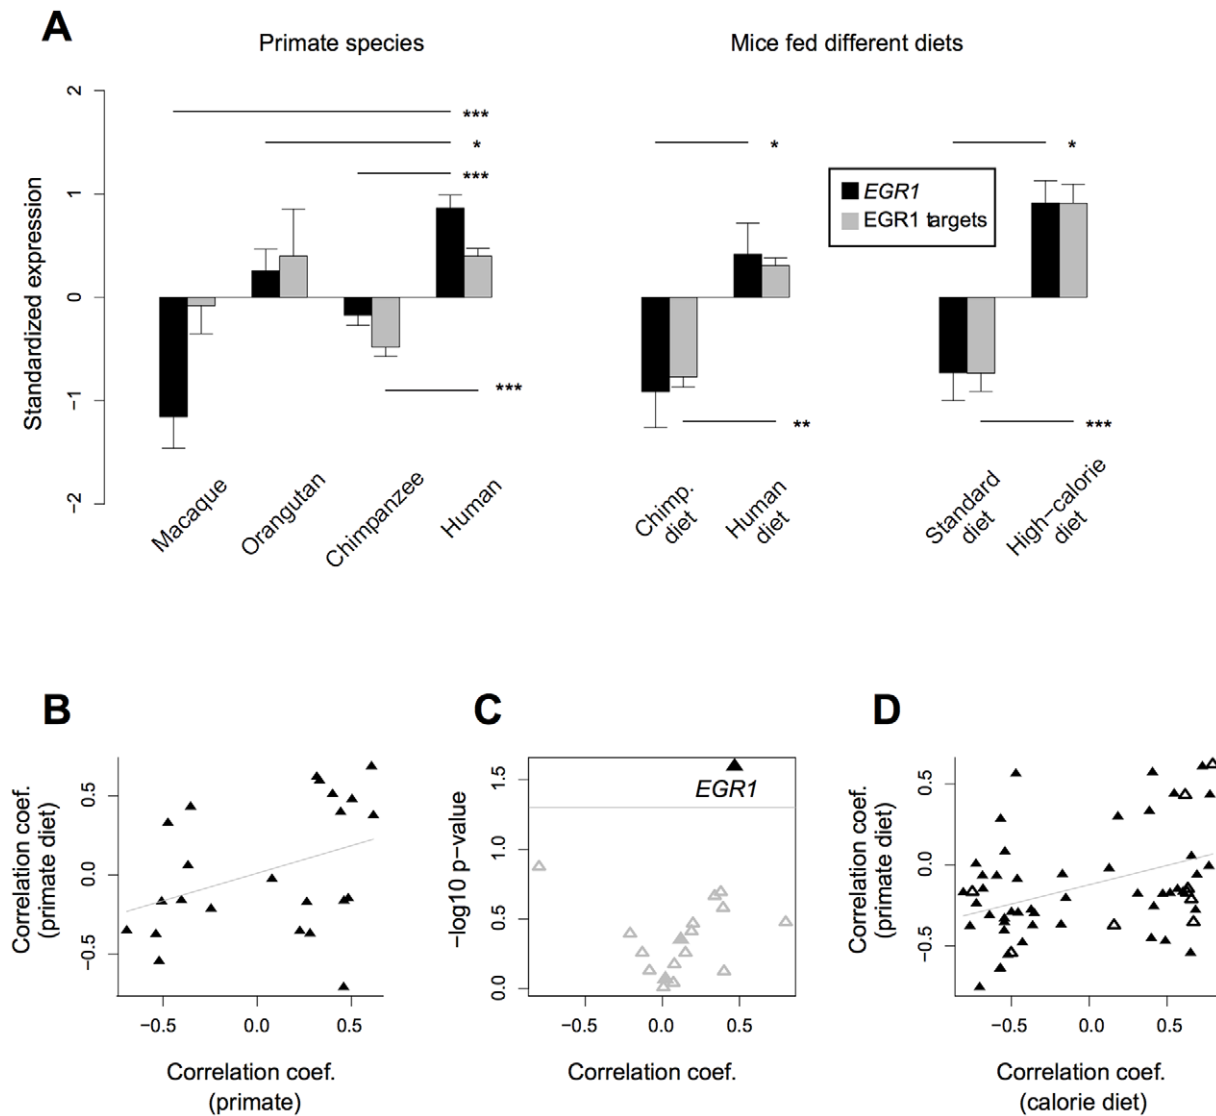 A
Primate species
Mice fed different diets
Standardized expression
2
1
0
−1
−2
***
*
***
***
*
**
*
***
EGR1
EGR1 targets
Macaque
Orangutan
Chimpanzee
Human
Chimp.
diet
Human
diet
Standard
diet
High−calorie
diet
B
Correlation coef.
(primate diet)
0.5
0.0
−0.5
−0.5
0.0
0.5
Correlation coef.
(primate)
C
−log10 p−value
1.5
1.0
0.5
0.0
EGR1
−0.5
0.0
0.5
Correlation coef.
D
Correlation coef.
(primate diet)
0.5
0.0
−0.5
−0.5
0.0
0.5
Correlation coef.
(calorie diet)